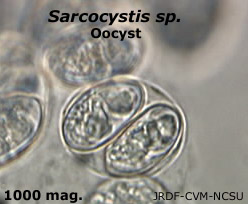 Sarcocystis sp.
Oocyst
1000 mag.
JRDF-CVM-NCSU